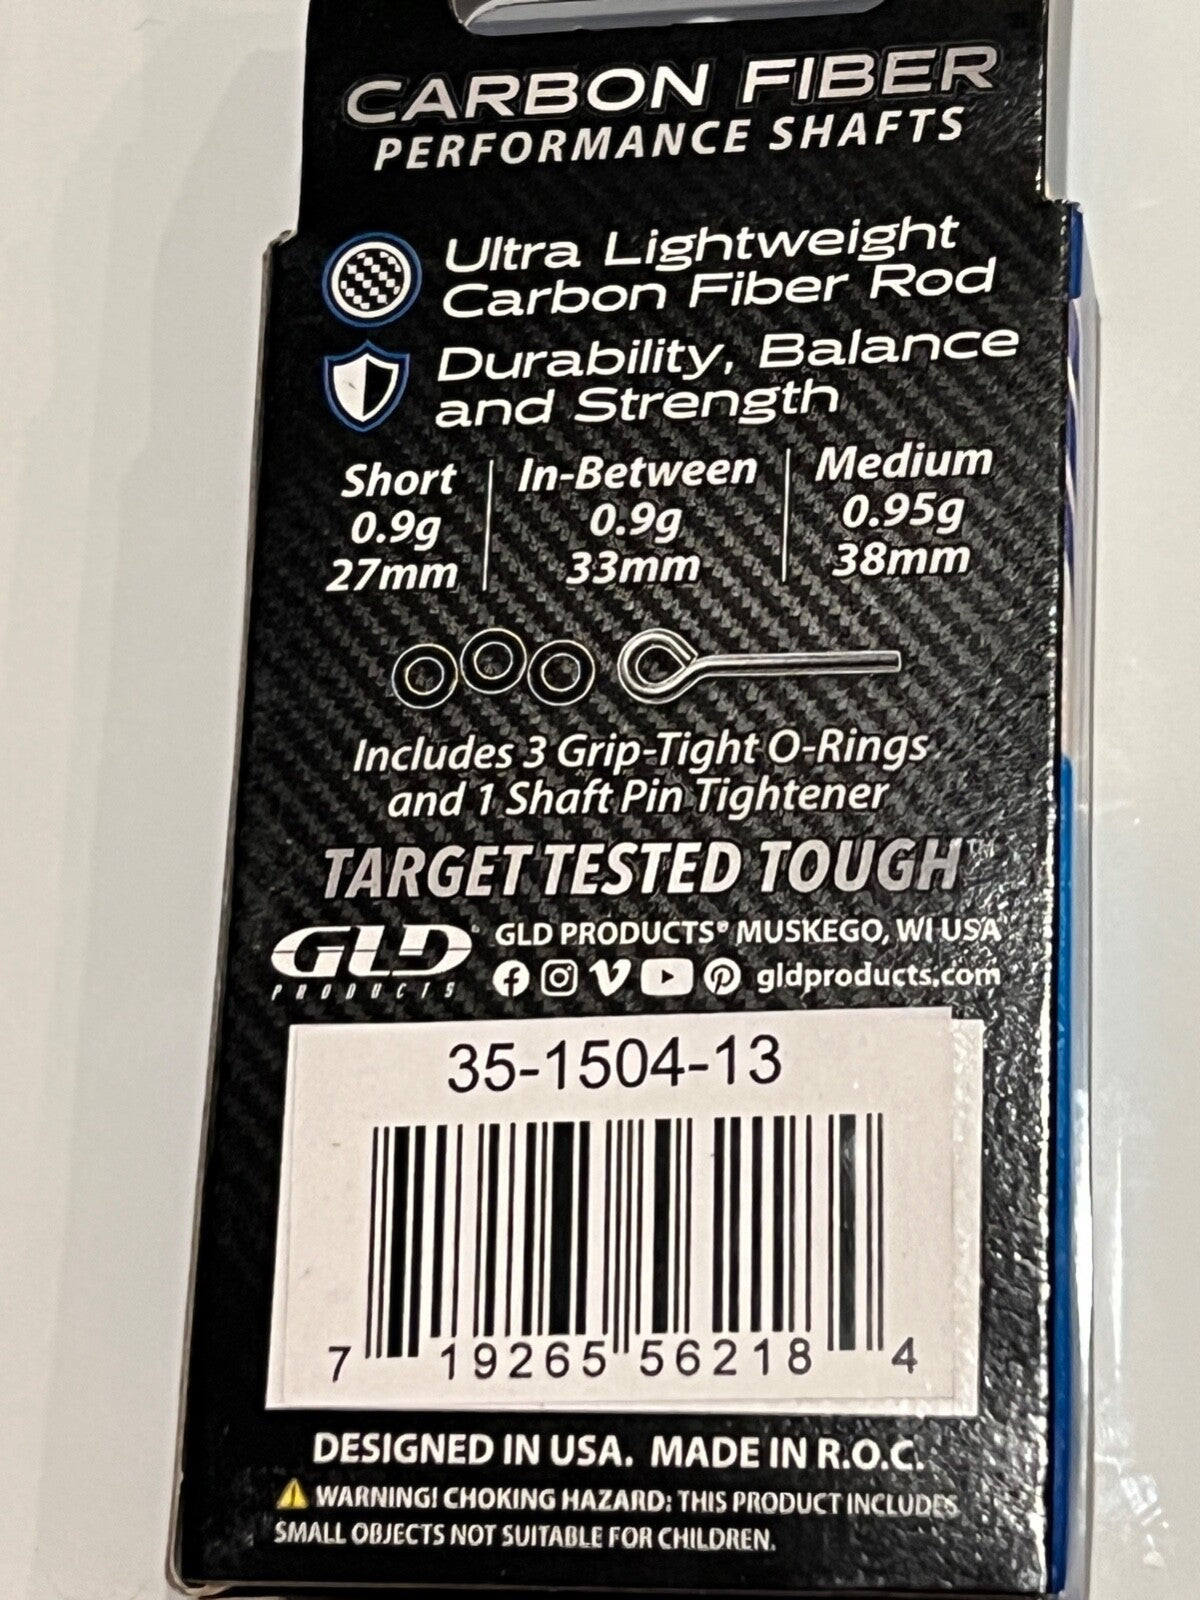 CARBON FIBER
PERFORMANCE SHAFTS
Ultra Lightweight
Carbon Fiber Rod
Durability, Balance
and Strength
Short
0.9g
27mm
In-Between
0.9g
33mm
Medium
0.95g
38mm
Includes 3 Grip-Tight O-Rings
and 1 Shaft Pin Tightener
TARGET TESTED TOUGH™
GLD
PRODUCTS
GLD PRODUCTS® MUSKEGO, WI USA
gldproducts.com
35-1504-13
7 19265 56218 4
DESIGNED IN USA. MADE IN R.O.C.
WARNING! CHOKING HAZARD: THIS PRODUCT INCLUDES
SMALL OBJECTS NOT SUITABLE FOR CHILDREN.